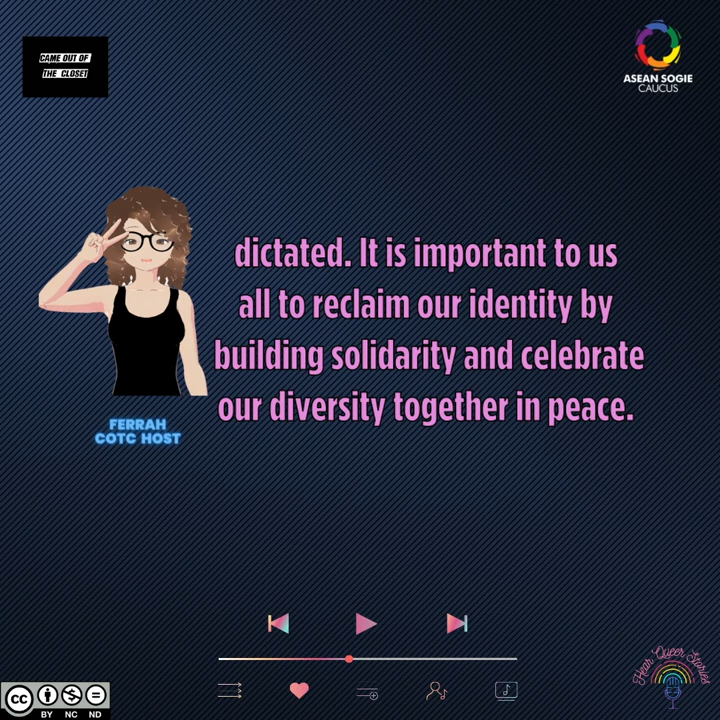 CAME OUT OF
THE CLOSET
ASEAN SOGIE
CAUCUS
dictated. It is important to us
all to reclaim our identity by
building solidarity and celebrate
our diversity together in peace.
FERRAH
COTC HOST
Hear Queer Stories
cc
BY NC ND